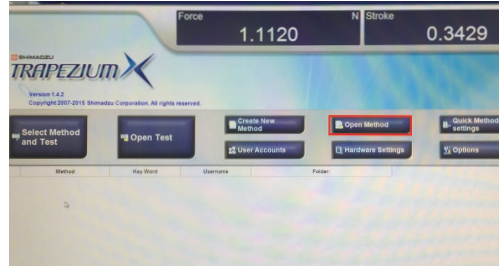 Force N Stroke
1.1120 0.3429
SHIMADZU
TRAPEZIUM X
Version 1.4.2
Copyright 2007-2015 Shimadzu Corporation. All rights reserved.
Select Method and Test
Open Test
Create New Method
Open Method
Quick Method settings
User Accounts
Hardware Settings
Options
Method Key Word Username Folder